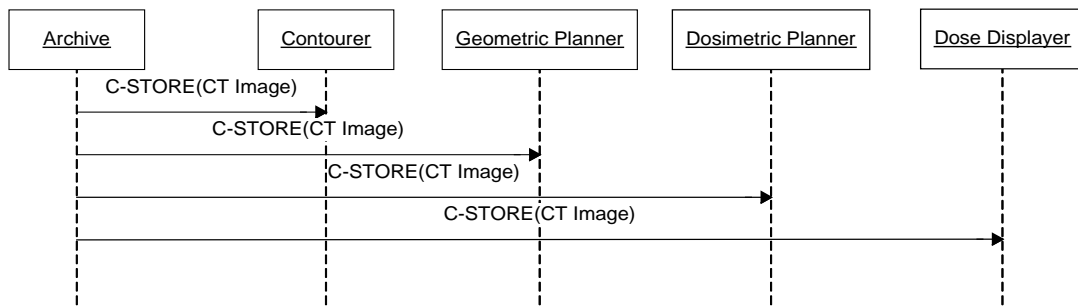 Archive
Contourer
Geometric Planner
Dosimetric Planner
Dose Displayer
C-STORE(CT Image)
C-STORE(CT Image)
C-STORE(CT Image)
C-STORE(CT Image)